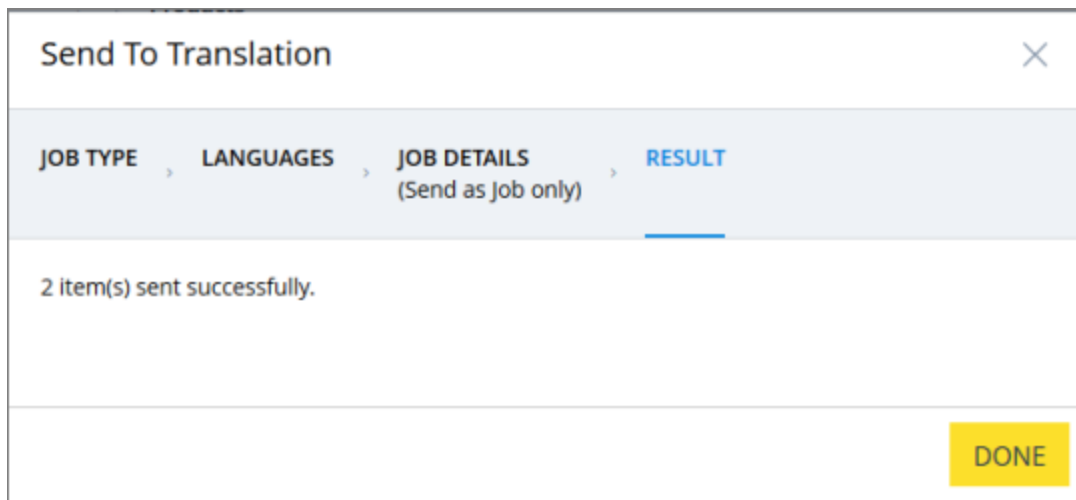 Send To Translation
JOB TYPE › LANGUAGES › JOB DETAILS › RESULT
(Send as Job only)
2 item(s) sent successfully.
DONE